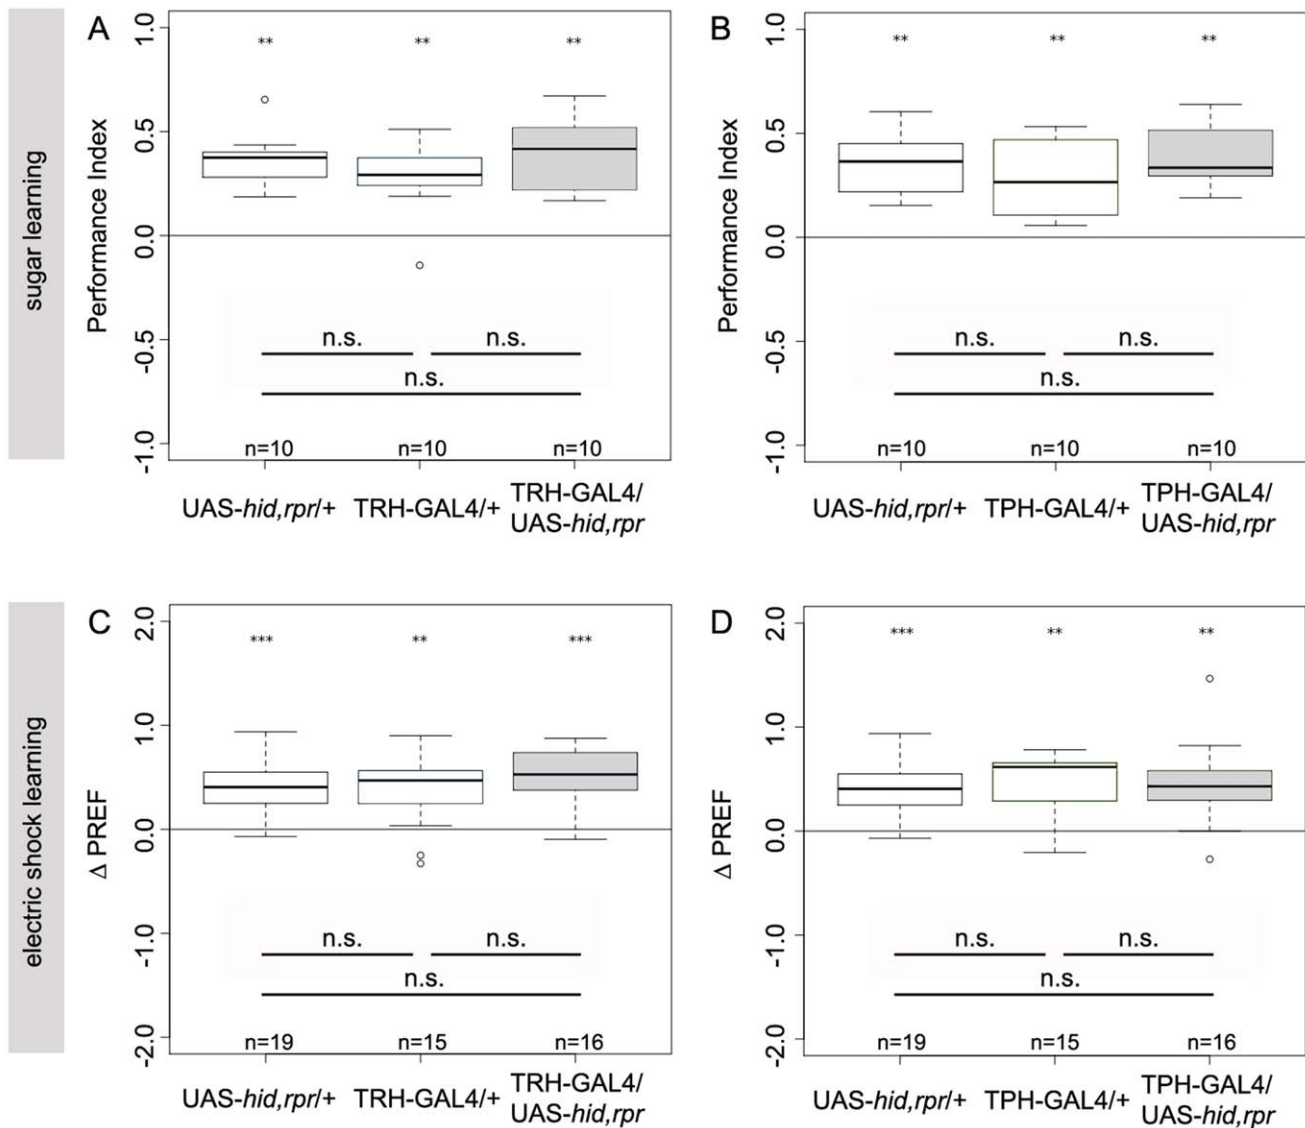 sugar learning
A
Performance Index
1.0
0.5
0.0
-0.5
-1.0
** ** **
n.s. n.s.
n.s.
n=10 n=10 n=10
UAS-hid,rpr/+ TRH-GAL4/+ TRH-GAL4/
UAS-hid,rpr
B
Performance Index
1.0
0.5
0.0
-0.5
-1.0
** ** **
n.s. n.s.
n.s.
n=10 n=10 n=10
UAS-hid,rpr/+ TPH-GAL4/+ TPH-GAL4/
UAS-hid,rpr
electric shock learning
C
Δ PREF
2.0
1.0
0.0
-1.0
-2.0
*** ** ***
n.s. n.s.
n.s.
n=19 n=15 n=16
UAS-hid,rpr/+ TRH-GAL4/+ TRH-GAL4/
UAS-hid,rpr
D
Δ PREF
2.0
1.0
0.0
-1.0
-2.0
*** ** **
n.s. n.s.
n.s.
n=19 n=15 n=16
UAS-hid,rpr/+ TPH-GAL4/+ TPH-GAL4/
UAS-hid,rpr